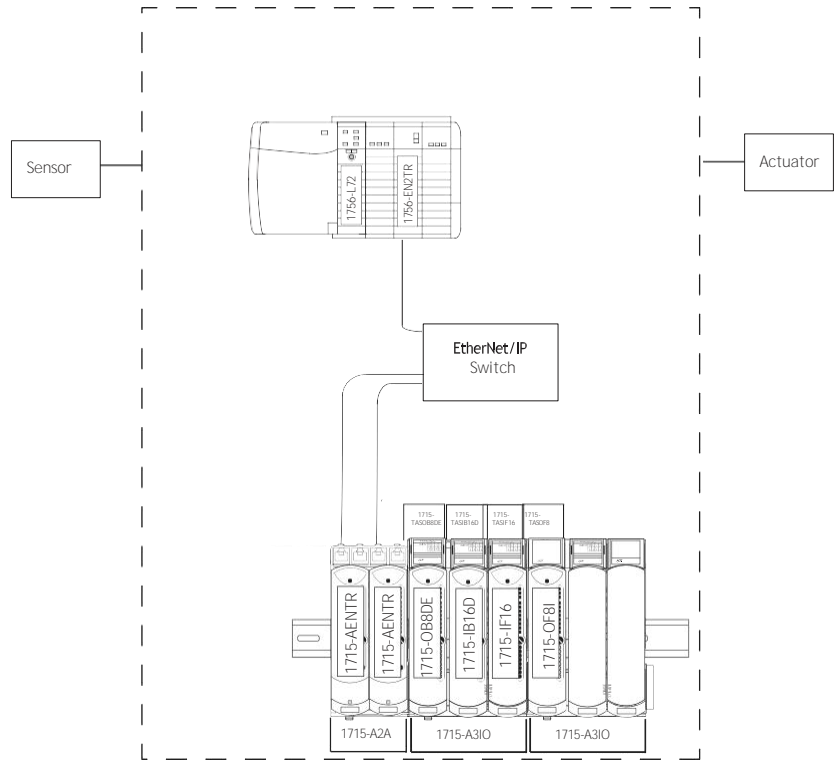 Sensor
Actuator
1756-L72
1756-EN2TR
EtherNet/IP
Switch
1715-
TASOB8DE
1715-
TASIB16D
1715-
TASIF16
1715-
TASOF8
1715-AENTR
1715-AENTR
1715-OB8DE
1715-IB16D
1715-IF16
1715-OF8I
1715-A2A
1715-A3IO
1715-A3IO